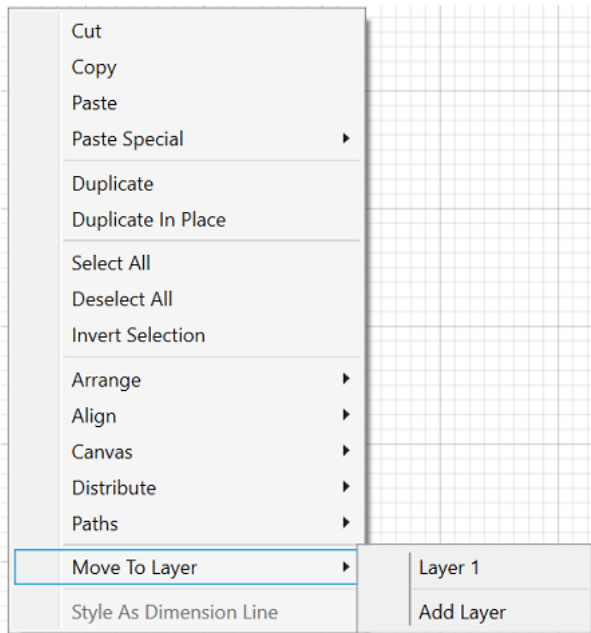 Cut
Copy
Paste
Paste Special
Duplicate
Duplicate In Place
Select All
Deselect All
Invert Selection
Arrange
Align
Canvas
Distribute
Paths
Move To Layer
Layer 1
Style As Dimension Line
Add Layer